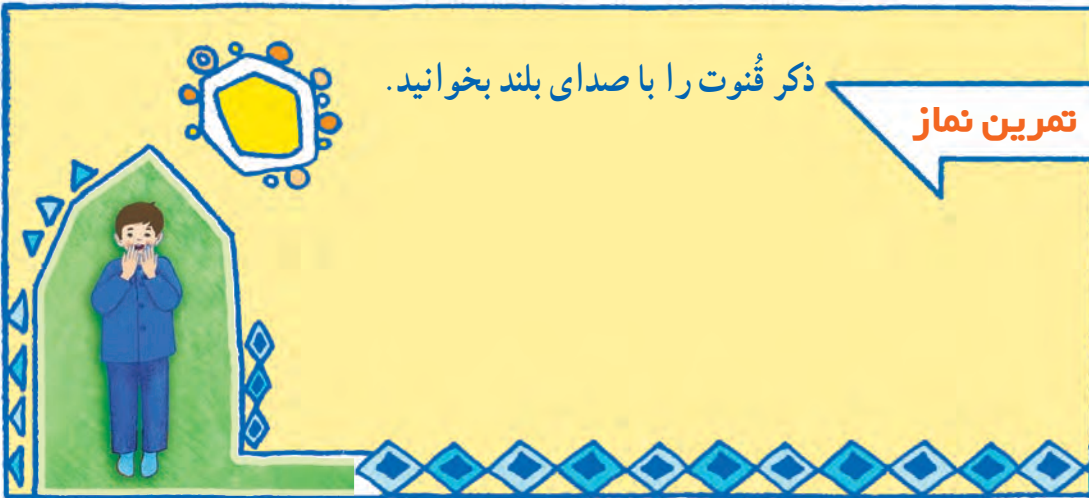 تمرین نماز
ذکر قُنوت را با صدای بلند بخوانید.